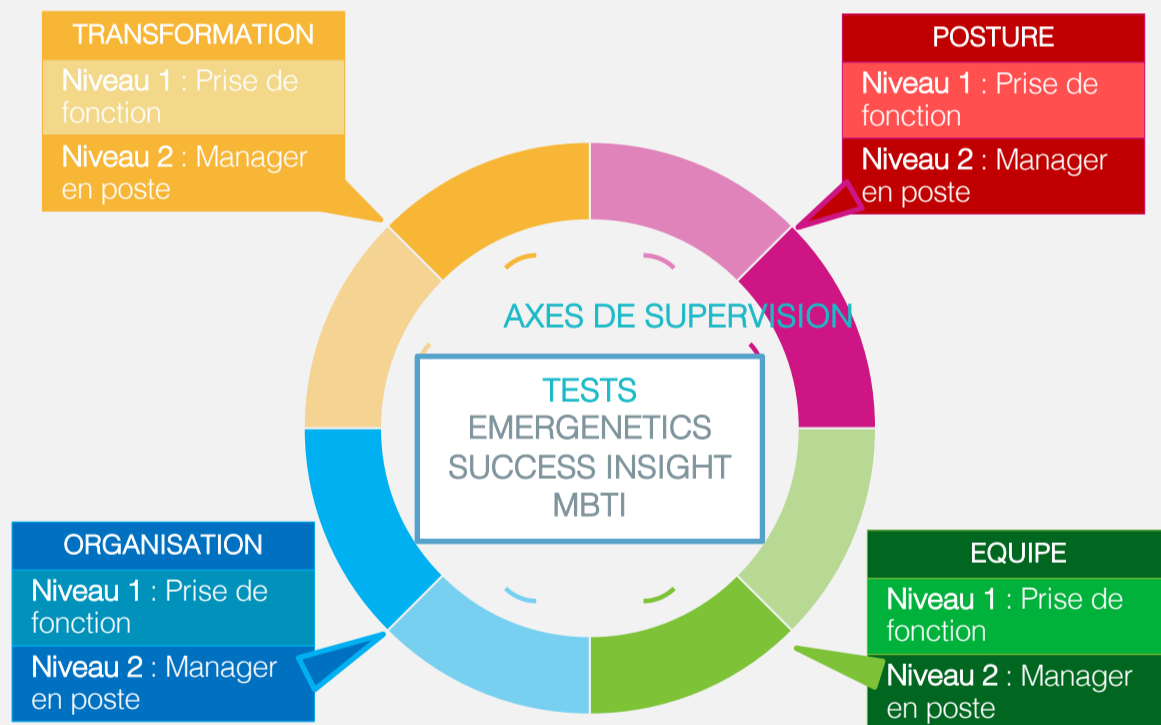 TRANSFORMATION
Niveau 1 : Prise de
fonction
Niveau 2 : Manager
en poste
POSTURE
Niveau 1 : Prise de
fonction
Niveau 2 : Manager
en poste
AXES DE SUPERVISION
TESTS
EMERGENETICS
SUCCESS INSIGHT
MBTI
ORGANISATION
Niveau 1 : Prise de
fonction
Niveau 2 : Manager
en poste
EQUIPE
Niveau 1 : Prise de
fonction
Niveau 2 : Manager
en poste